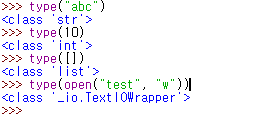 >>> type("abc")
<class 'str'>
>>> type(10)
<class 'int'>
>>> type([])
<class 'list'>
>>> type(open("test", "w"))
<class '_io.TextIOWrapper'>
>>>